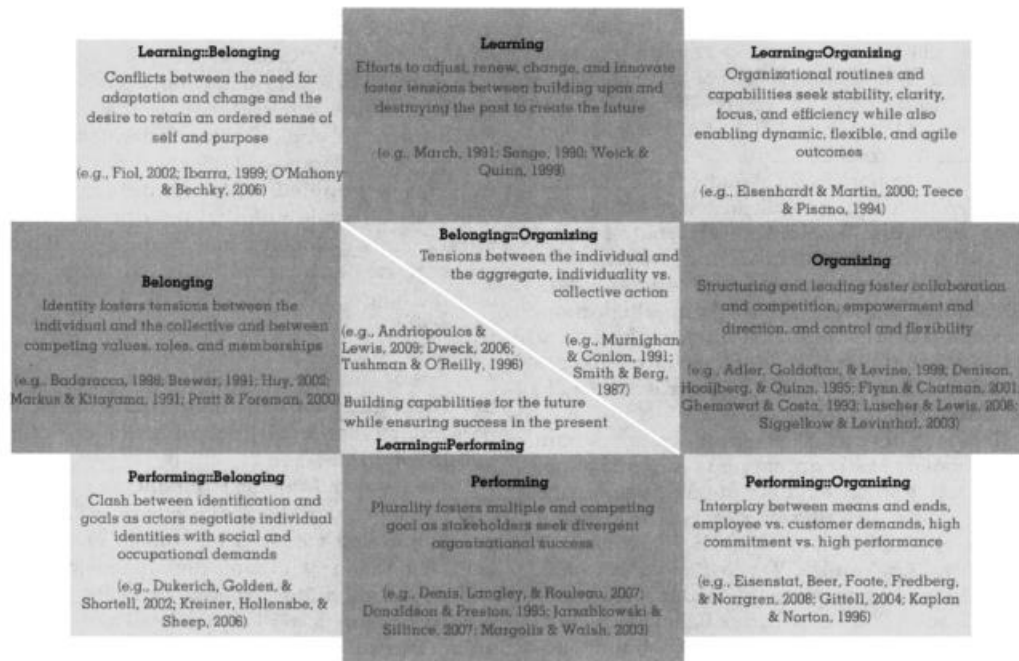 Learning::Belonging
Conflicts between the need for
adaptation and change and the
desire to retain an ordered sense of
self and purpose
(e.g., Fiol, 2002; Ibarra, 1999; O'Mahony
& Bechky, 2006)
Learning
Efforts to adjust, renew, change, and innovate
foster tensions between building upon and
destroying the past to create the future
(e.g., March, 1991; Senge, 1990; Weick &
Quinn, 1999)
Learning::Organizing
Organizational routines and
capabilities seek stability, clarity,
focus, and efficiency while also
enabling dynamic, flexible, and agile
outcomes
(e.g., Eisenhardt & Martin, 2000; Teece
& Pisano, 1994)
Belonging
Identity fosters tensions between the
individual and the collective and between
competing values, roles, and memberships
(e.g., Badaracco, 1998; Brewer, 1991; Huy, 2002;
Markus & Kitayama, 1991; Pratt & Foreman, 2000)
Belonging::Organizing
Tensions between the individual and
the aggregate, individuality vs.
collective action
(e.g., Murnighan
& Conlon, 1991;
Smith & Berg,
1987)
(e.g., Andriopoulos &
Lewis, 2009; Dweck, 2006;
Tushman & O'Reilly, 1996)
Building capabilities for the future
while ensuring success in the present
Learning::Performing
Organizing
Structuring and leading foster collaboration
and competition, empowerment and
direction, and control and flexibility
(e.g., Adler, Goldoftas, & Levine, 1999; Denison,
Hooijberg, & Quinn, 1995; Flynn & Chatman, 2001;
Ghemawat & Costa, 1993; Luscher & Lewis, 2008;
Siggelkow & Levinthal, 2003)
Performing::Belonging
Clash between identification and
goals as actors negotiate individual
identities with social and
occupational demands
(e.g., Dukerich, Golden, &
Shortell, 2002; Kreiner, Hollensbe, &
Sheep, 2006)
Performing
Plurality fosters multiple and competing
goal as stakeholders seek divergent
organizational success
(e.g., Denis, Langley, & Rouleau, 2007;
Donaldson & Preston, 1995; Jarzabkowski &
Sillince, 2007; Margolis & Walsh, 2003)
Performing::Organizing
Interplay between means and ends,
employee vs. customer demands, high
commitment vs. high performance
(e.g., Eisenstat, Beer, Foote, Fredberg,
& Norrgren, 2008; Gittell, 2004; Kaplan
& Norton, 1996)